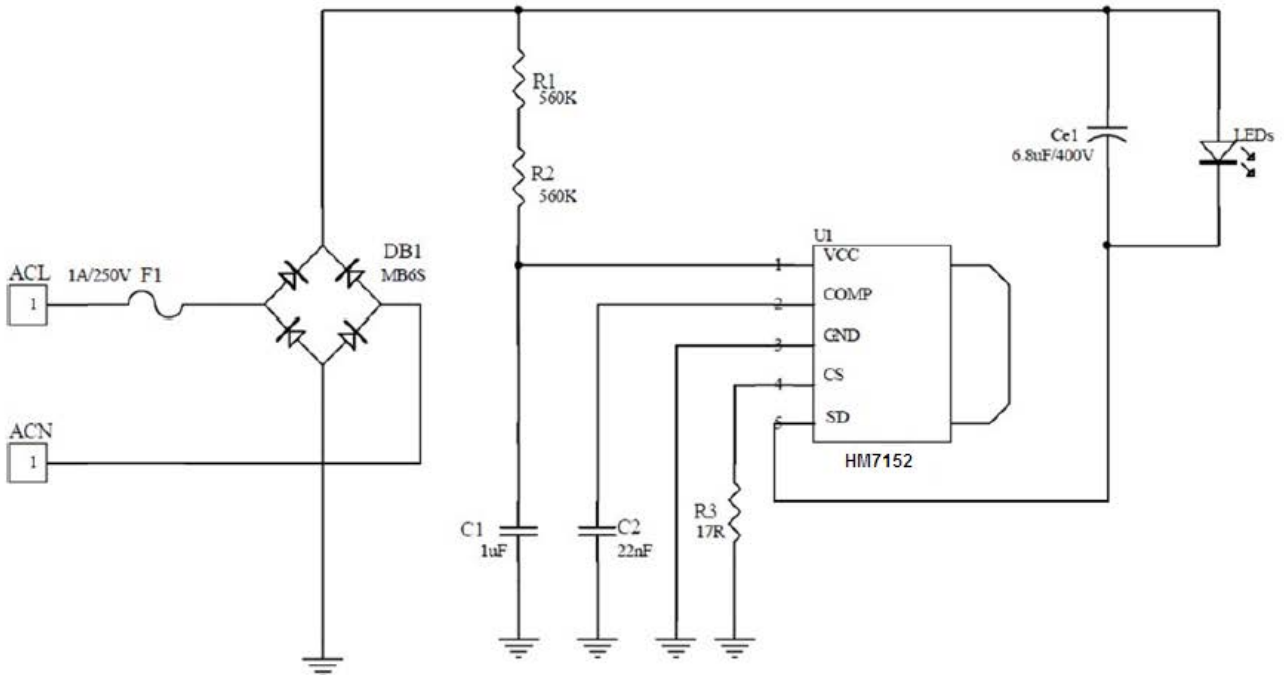 R1
560K
R2
560K
Ce1
6.8uF/400V
LEDs
ACL
1
1A/250V F1
DB1
MB6S
U1
1 VCC
2 COMP
3 GND
4 CS
5 SD
HM7152
ACN
1
C1
1uF
C2
22nF
R3
17R